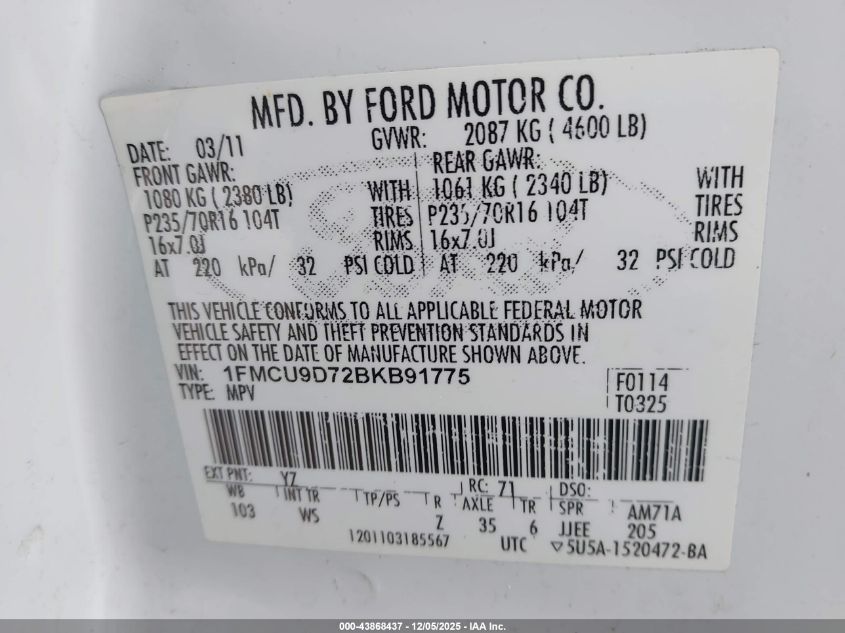 MFD. BY FORD MOTOR CO.
DATE: 03/11 GVWR: 2087 KG ( 4600 LB)
FRONT GAWR: REAR GAWR:
1080 KG ( 2380 LB) WITH 1061 KG ( 2340 LB) WITH
P235/70R16 104T TIRES P235/70R16 104T TIRES
16x7.0J RIMS 16x7.0J RIMS
AT 220 kPa/ 32 PSI COLD AT 220 kPa/ 32 PSI COLD
THIS VEHICLE CONFORMS TO ALL APPLICABLE FEDERAL MOTOR
VEHICLE SAFETY AND THEFT PREVENTION STANDARDS IN
EFFECT ON THE DATE OF MANUFACTURE SHOWN ABOVE.
VIN: 1FMCU9D72BKB91775 F0114
TYPE: MPV T0325
EXT PNT: YZ RC: 71 DSO:
WB INT TR TP/PS R AXLE TR SPR AM71A
103 WS Z 35 6 JJEE 205
1201103185567 UTC ▽5U5A-1520472-BA
000-43868437 - 12/05/2025 - IAA Inc.